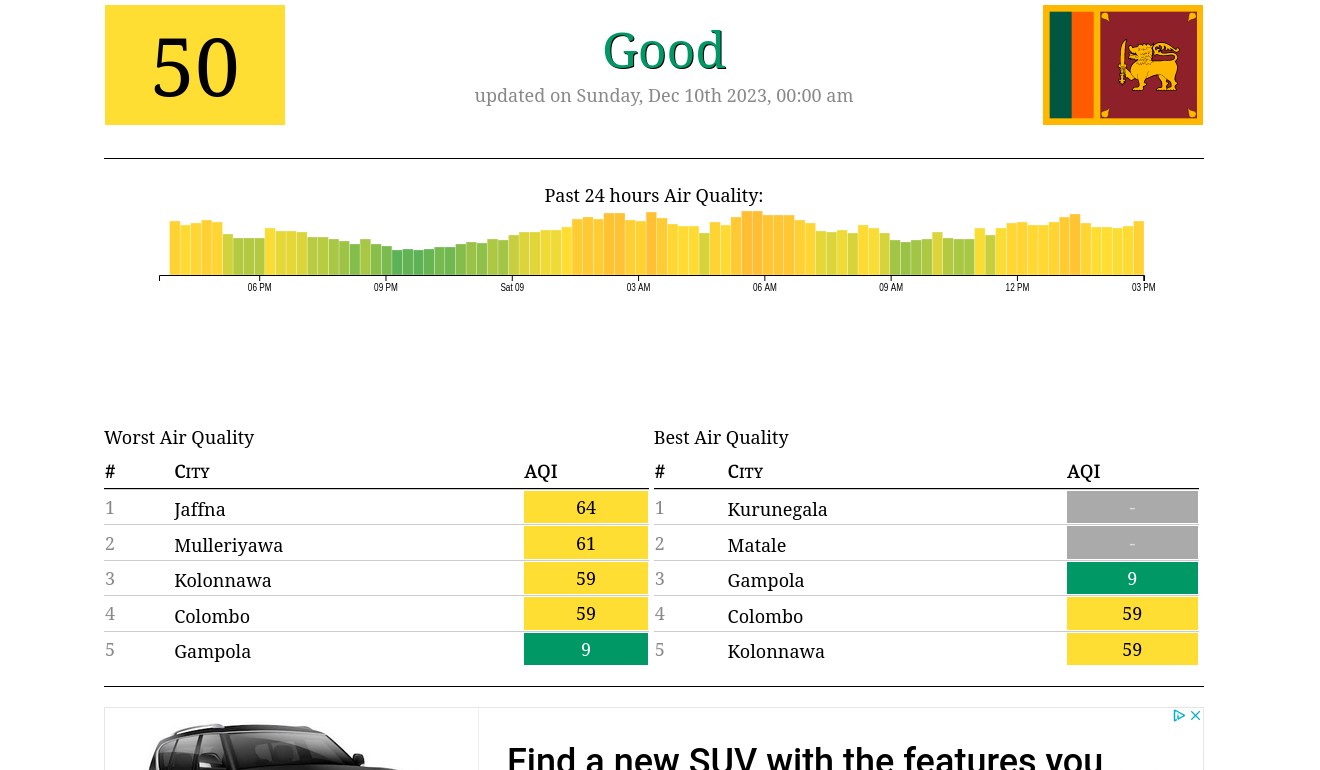 50
Good
updated on Sunday, Dec 10th 2023, 00:00 am
Past 24 hours Air Quality:
06 PM 09 PM Sat 09 03 AM 06 AM 09 AM 12 PM 03 PM
Worst Air Quality
# City AQI
1 Jaffna 64
2 Mulleriyawa 61
3 Kolonnawa 59
4 Colombo 59
5 Gampola 9
Best Air Quality
# City AQI
1 Kurunegala -
2 Matale -
3 Gampola 9
4 Colombo 59
5 Kolonnawa 59
Find a new SUV with the features you